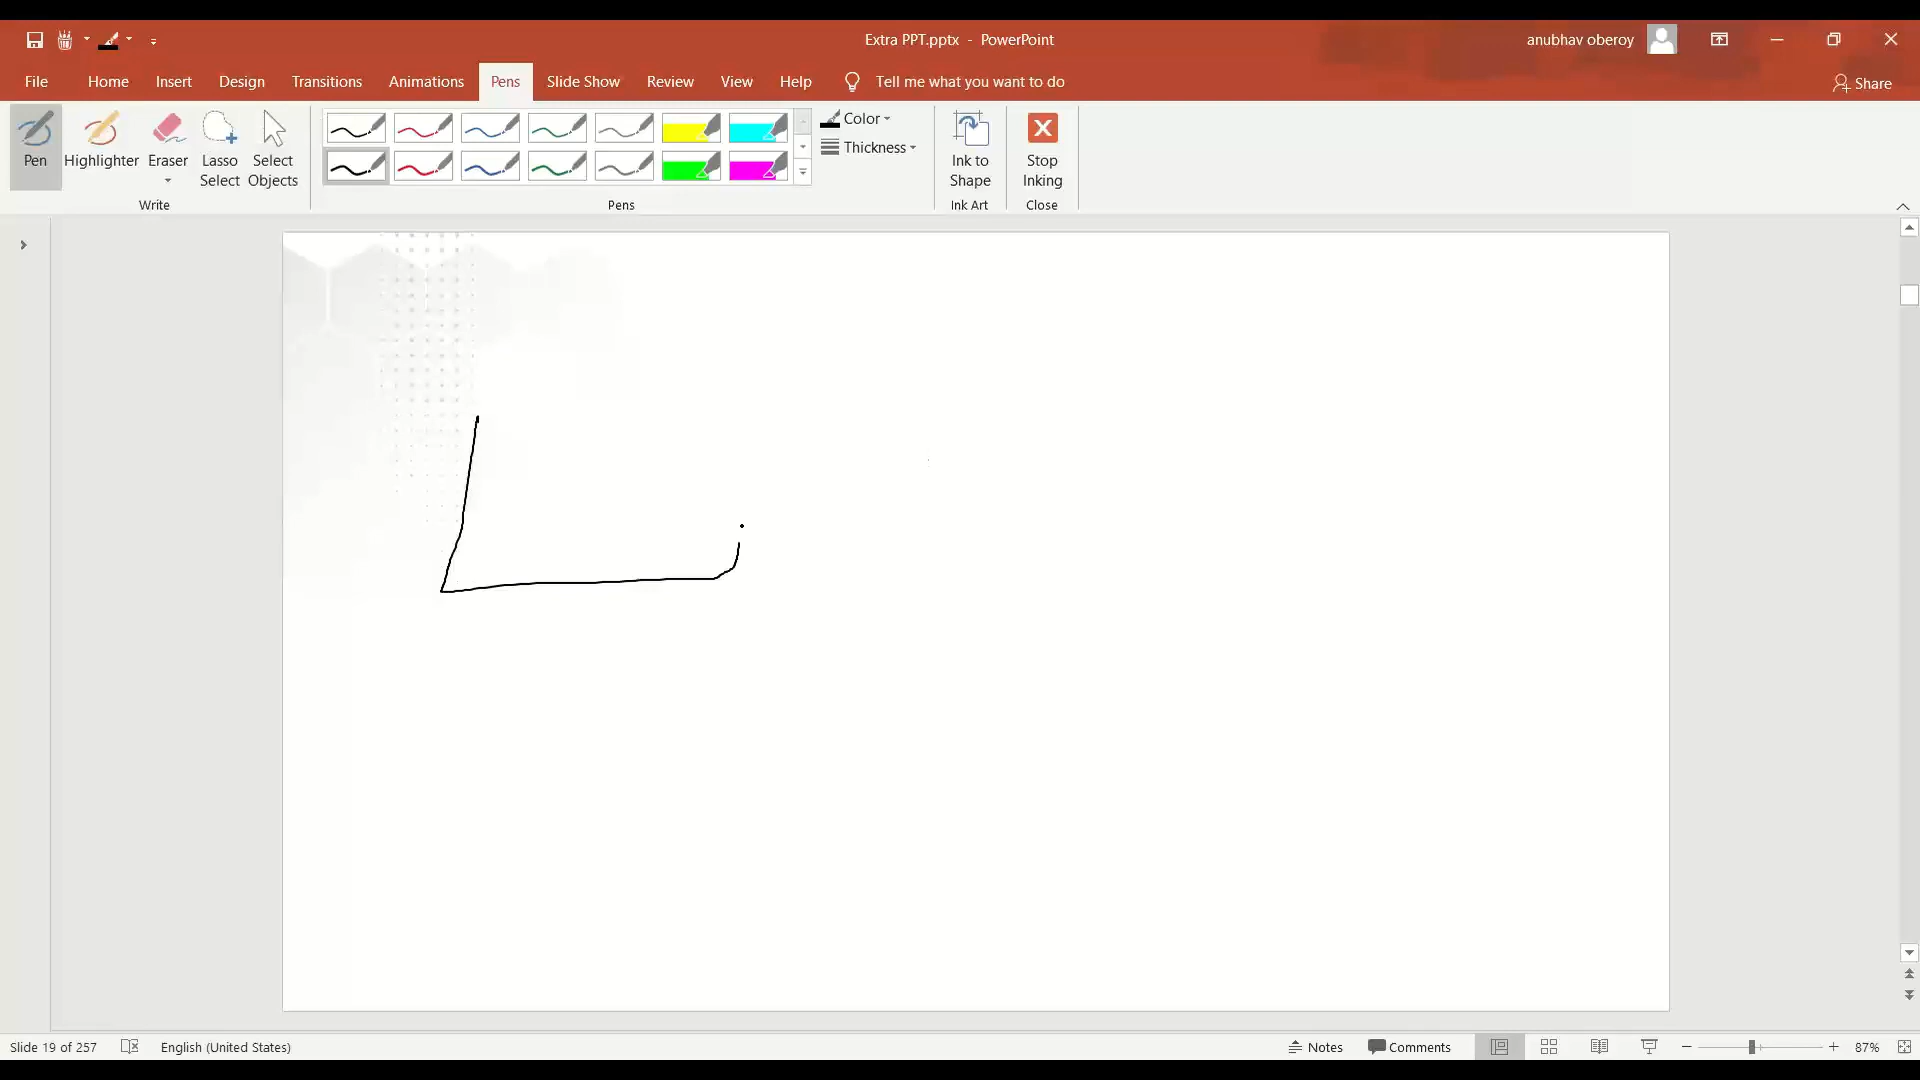 Extra PPT.pptx - PowerPoint
anubhav oberoy
File Home Insert Design Transitions Animations Pens Slide Show Review View Help Tell me what you want to do
Share
Pen Highlighter Eraser Lasso Select Select Objects
Color
Thickness
Ink to Shape
Stop Inking
Write Pens Ink Art Close
Slide 19 of 257 English (United States) Notes Comments 87%